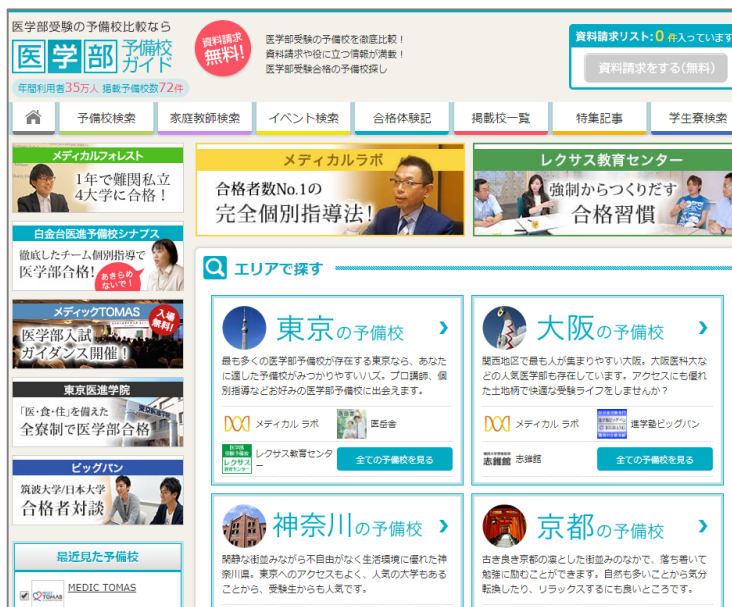 医学部受験の予備校比較なら
医学部 予備校ガイド
年間利用者35万人 掲載予備校数72件
資料請求
無料!
医学部受験の予備校を徹底比較!
資料請求や役に立つ情報が満載!
医学部受験合格の予備校探し
資料請求リスト:0 件入っています
資料請求をする(無料)
予備校検索
家庭教師検索
イベント検索
合格体験記
掲載校一覧
特集記事
学生寮検索
メディカルフォレスト
1年で難関私立
4大学に合格!
白金台医進予備校シナプス
徹底したチーム個別指導で
医学部合格!
あきらめ
ないで!
メディックTOMAS
入場
無料!
医学部入試
ガイダンス開催!
東京医進学院
「医・食・住」を備えた
全寮制で医学部合格
ビッグバン
筑波大学/日本大学
合格者対談
最近見た予備校
MEDIC TOMAS
メディカルラボ
合格者数No.1の
完全個別指導法!
レクサス教育センター
強制からつくりだす
合格習慣
エリアで探す
東京の予備校
最も多くの医学部予備校が存在する東京なら、あなた
に適した予備校がみつかりやすいハズ。プロ講師、個
別指導などお好みの医学部予備校に出会えます。
メディカル ラボ
医岳舎
レクサス教育センタ
ー
全ての予備校を見る
大阪の予備校
関西地区で最も人が集まりやすい大阪。大阪医科大な
どの人気医学部も存在しています。アクセスにも優れ
た土地柄で快適な受験ライフをしませんか?
メディカル ラボ
進学塾ビッグバン
志錐館
志錐館
全ての予備校を見る
神奈川の予備校
閑静な街並みながら不自由がなく生活環境に優れた神
奈川県。東京へのアクセスもよく、人気の大学もある
ことから、受験生からも人気です。
京都の予備校
古き良き京都の凛とした街並みのなかで、落ち着いて
勉強に励むことができます。自然も多いことから気分
転換したり、リラックスするにも良いところです。